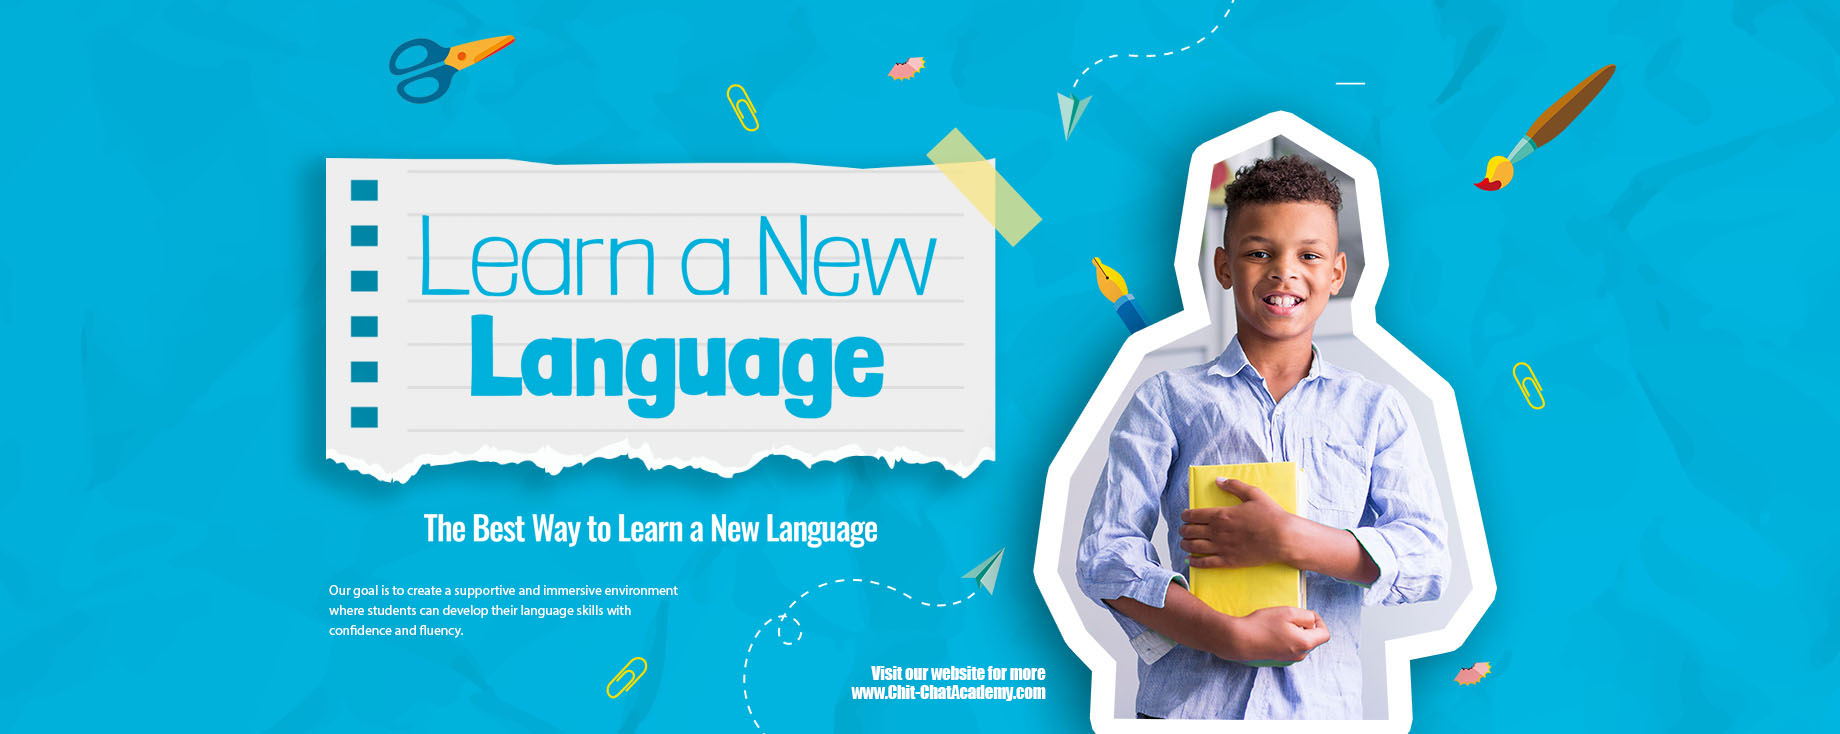 Learn a New
Language
The Best Way to Learn a New Language
Our goal is to create a supportive and immersive environment
where students can develop their language skills with
confidence and fluency.
Visit our website for more
www.Chit-ChatAcademy.com